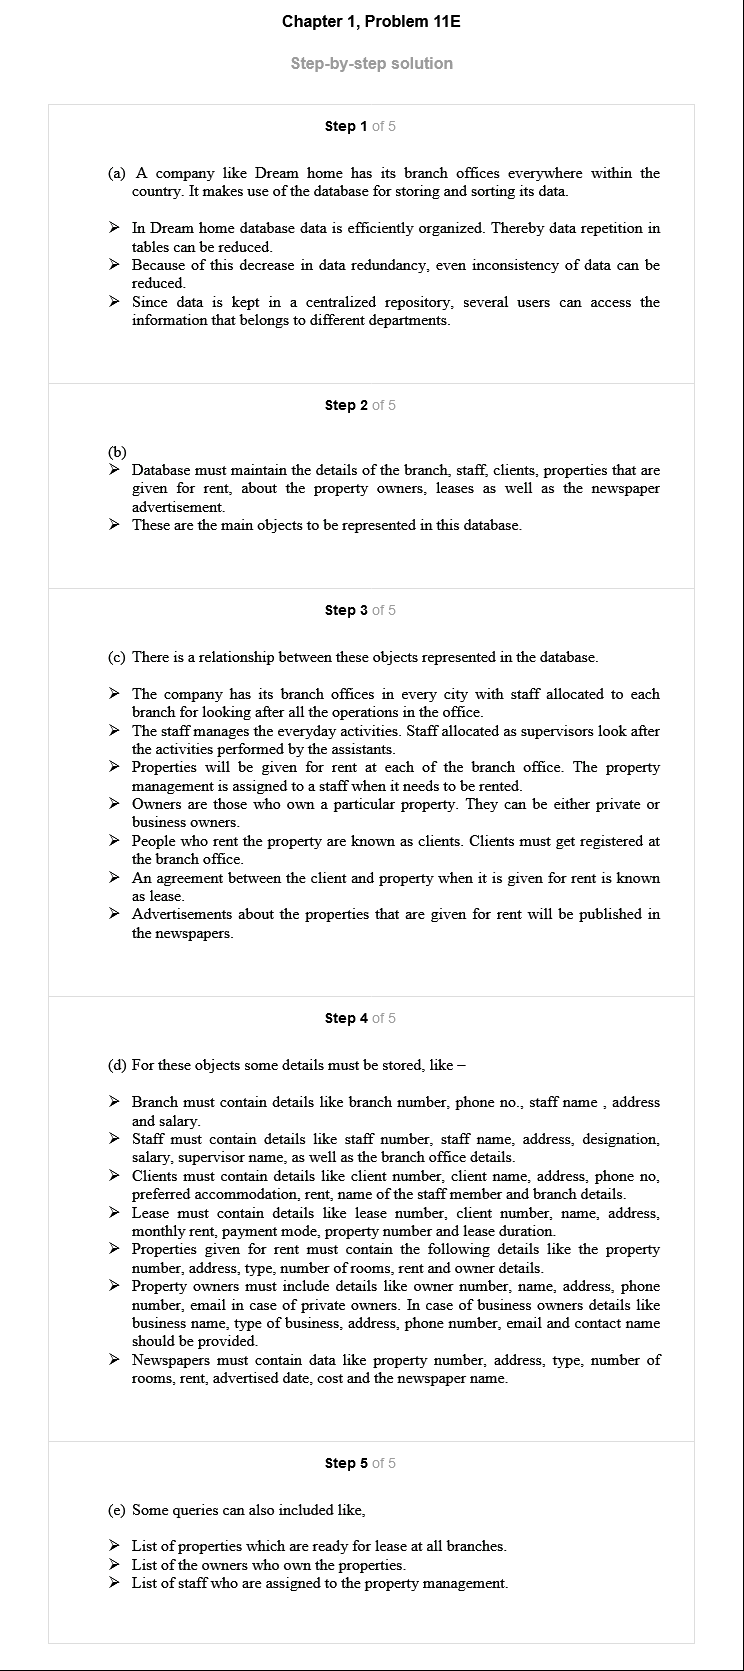 Chapter 1, Problem 11E
Step-by-step solution
Step 1 of 5
(a) A company like Dream home has its branch offices everywhere within the
country. It makes use of the database for storing and sorting its data.
➢ In Dream home database data is efficiently organized. Thereby data repetition in
tables can be reduced.
➢ Because of this decrease in data redundancy, even inconsistency of data can be
reduced.
➢ Since data is kept in a centralized repository, several users can access the
information that belongs to different departments.
Step 2 of 5
(b)
➢ Database must maintain the details of the branch, staff, clients, properties that are
given for rent, about the property owners, leases as well as the newspaper
advertisement.
➢ These are the main objects to be represented in this database.
Step 3 of 5
(c) There is a relationship between these objects represented in the database.
➢ The company has its branch offices in every city with staff allocated to each
branch for looking after all the operations in the office.
➢ The staff manages the everyday activities. Staff allocated as supervisors look after
the activities performed by the assistants.
➢ Properties will be given for rent at each of the branch office. The property
management is assigned to a staff when it needs to be rented.
➢ Owners are those who own a particular property. They can be either private or
business owners.
➢ People who rent the property are known as clients. Clients must get registered at
the branch office.
➢ An agreement between the client and property when it is given for rent is known
as lease.
➢ Advertisements about the properties that are given for rent will be published in
the newspapers.
Step 4 of 5
(d) For these objects some details must be stored, like –
➢ Branch must contain details like branch number, phone no., staff name , address
and salary.
➢ Staff must contain details like staff number, staff name, address, designation,
salary, supervisor name, as well as the branch office details.
➢ Clients must contain details like client number, client name, address, phone no,
preferred accommodation, rent, name of the staff member and branch details.
➢ Lease must contain details like lease number, client number, name, address,
monthly rent, payment mode, property number and lease duration.
➢ Properties given for rent must contain the following details like the property
number, address, type, number of rooms, rent and owner details.
➢ Property owners must include details like owner number, name, address, phone
number, email in case of private owners. In case of business owners details like
business name, type of business, address, phone number, email and contact name
should be provided.
➢ Newspapers must contain data like property number, address, type, number of
rooms, rent, advertised date, cost and the newspaper name.
Step 5 of 5
(e) Some queries can also included like,
➢ List of properties which are ready for lease at all branches.
➢ List of the owners who own the properties.
➢ List of staff who are assigned to the property management.